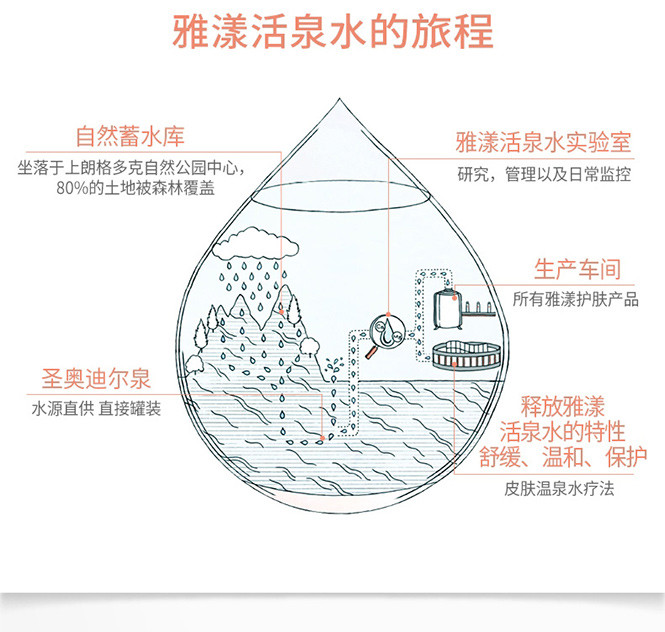 雅漾活泉水的旅程
自然蓄水库
坐落于上朗格多克自然公园中心，
80%的土地被森林覆盖
雅漾活泉水实验室
研究，管理以及日常监控
生产车间
所有雅漾护肤产品
圣奥迪尔泉
水源直供 直接罐装
释放雅漾
活泉水的特性
舒缓、温和、保护
皮肤温泉水疗法